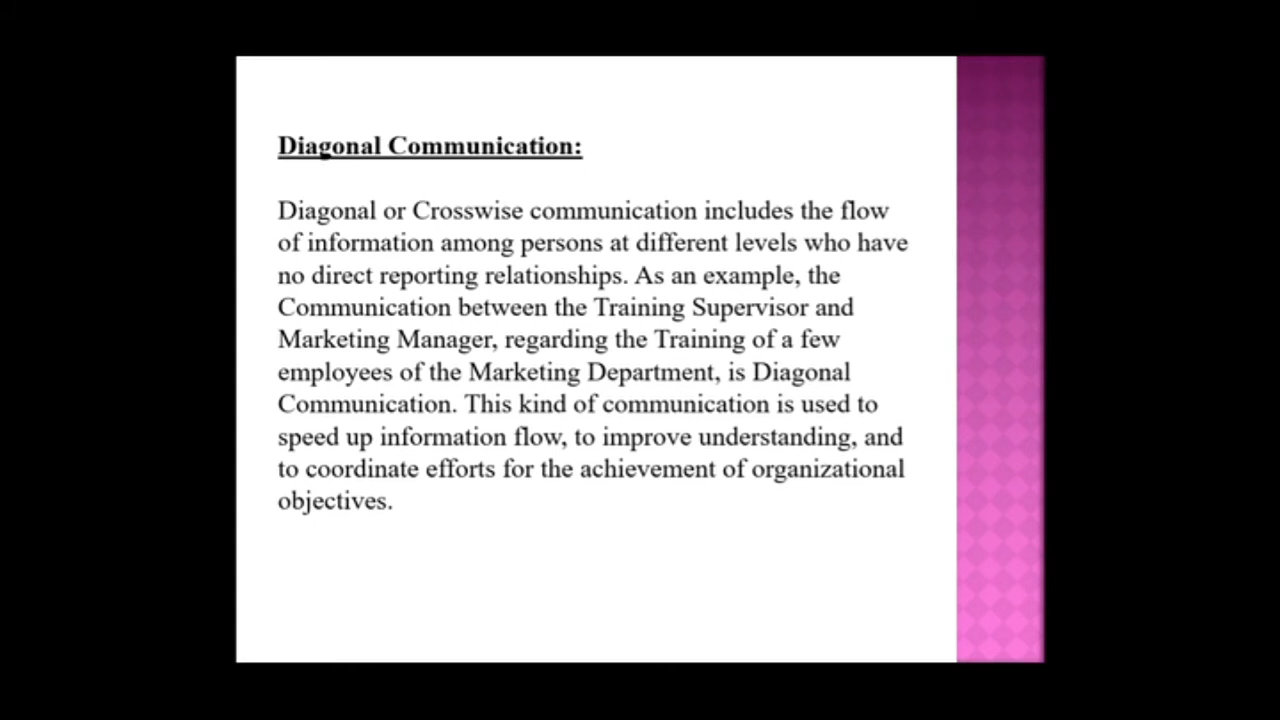 Diagonal Communication:
Diagonal or Crosswise communication includes the flow
of information among persons at different levels who have
no direct reporting relationships. As an example, the
Communication between the Training Supervisor and
Marketing Manager, regarding the Training of a few
employees of the Marketing Department, is Diagonal
Communication. This kind of communication is used to
speed up information flow, to improve understanding, and
to coordinate efforts for the achievement of organizational
objectives.